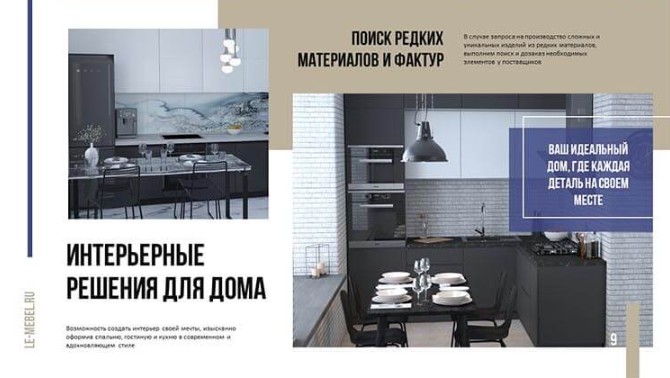 ПОИСК РЕДКИХ
МАТЕРИАЛОВ И ФАКТУР
В случае запроса на производство сложных и
уникальных изделий из редких материалов,
выполним поиск и дозаказ необходимых
элементов у поставщиков
ВАШ ИДЕАЛЬНЫЙ
ДОМ, ГДЕ КАЖДАЯ
ДЕТАЛЬ НА СВОЕМ
МЕСТЕ
ИНТЕРЬЕРНЫЕ
РЕШЕНИЯ ДЛЯ ДОМА
Возможность создать интерьер своей мечты, изысканно
оформив спальню, гостиную и кухню в современном и
вдохновляющем стиле
LE-MEBEL.RU
9